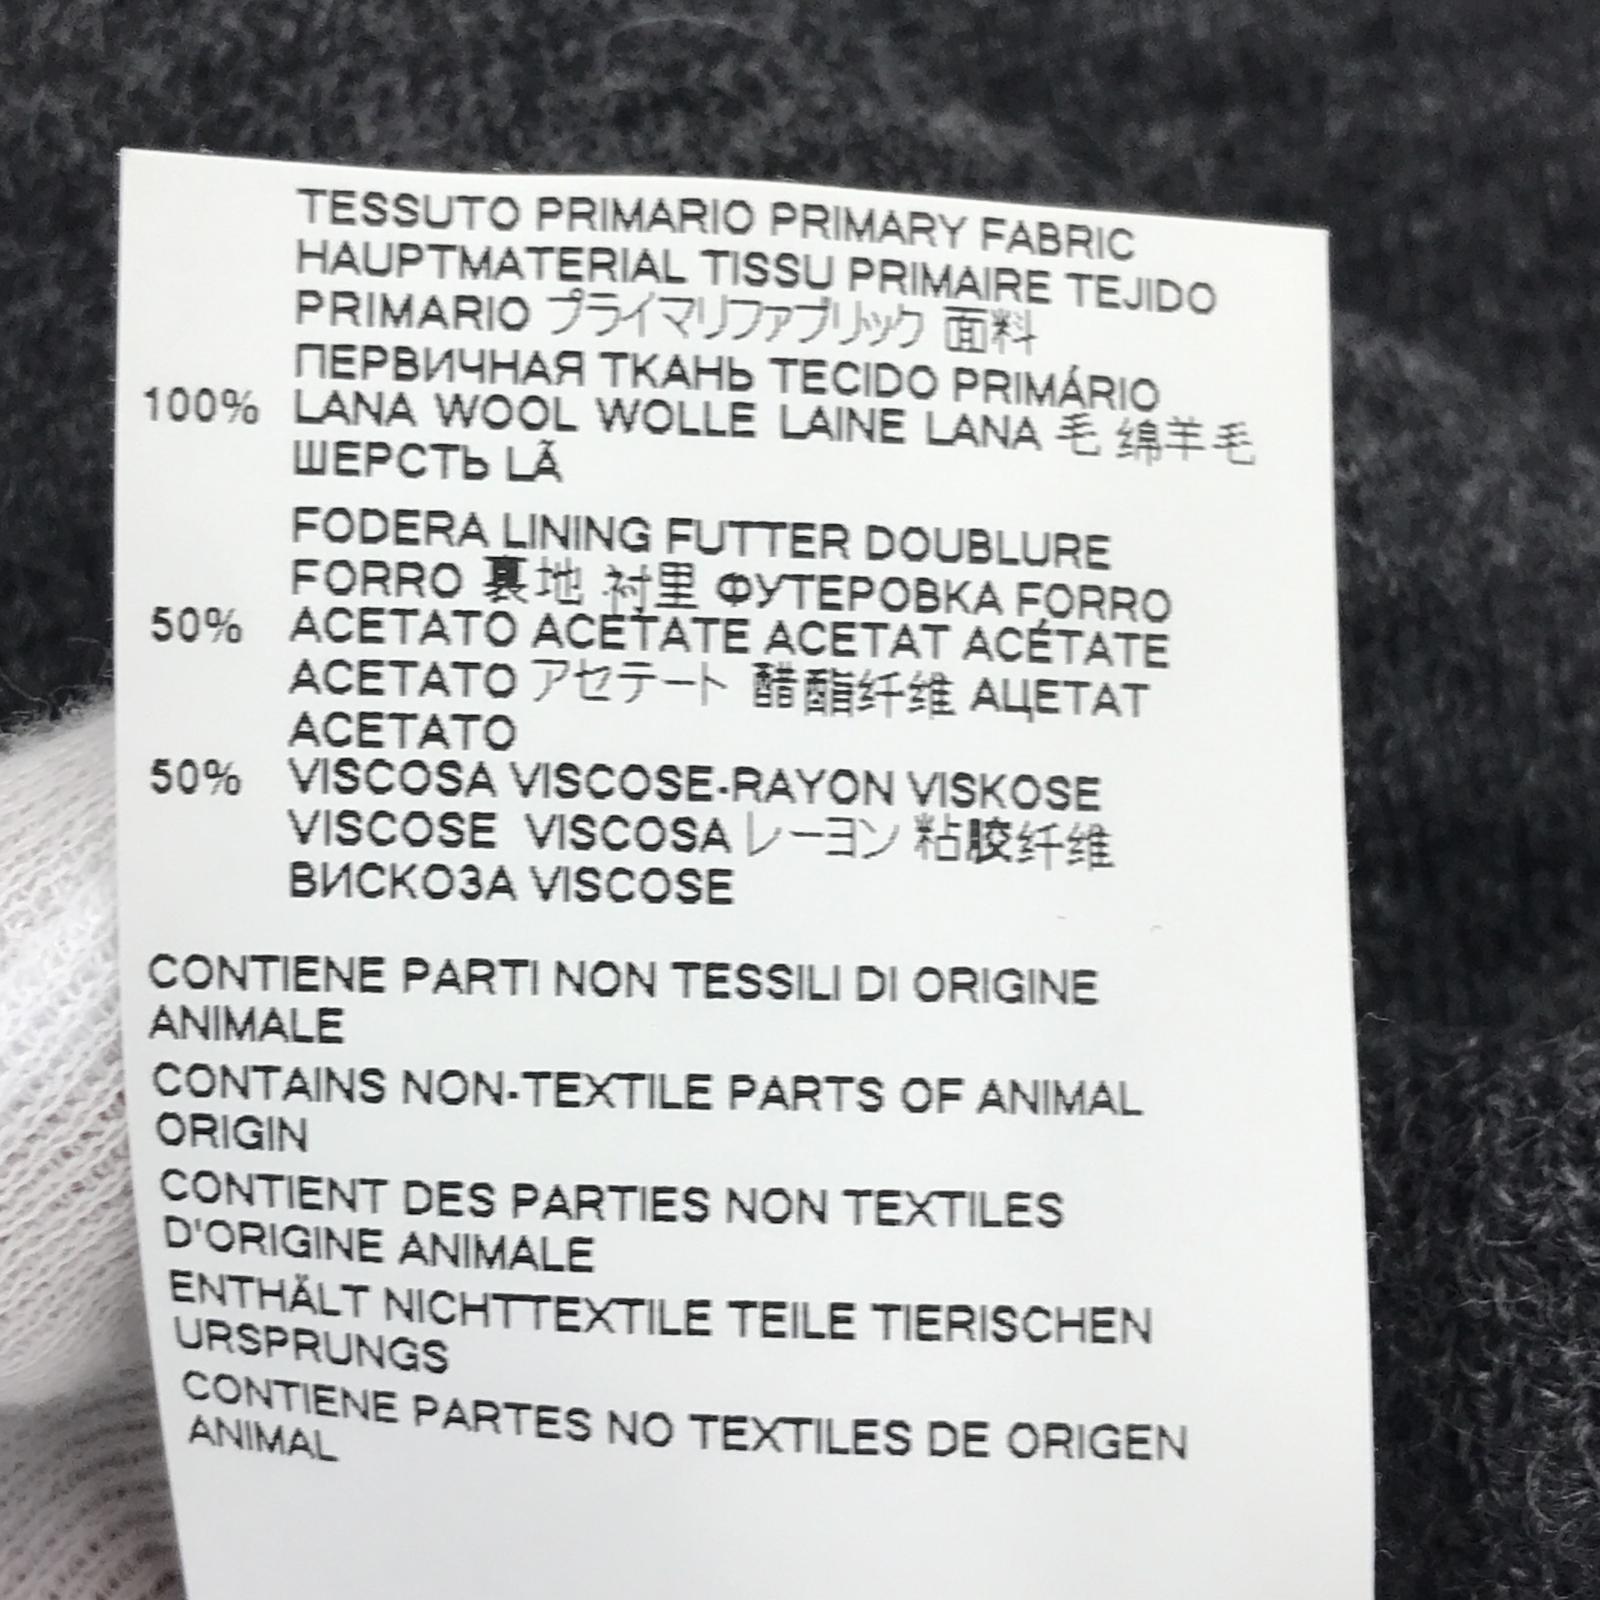 TESSUTO PRIMARIO PRIMARY FABRIC
HAUPTMATERIAL TISSU PRIMAIRE TEJIDO
PRIMARIO プライマリファブリック 面料
ПЕРВИЧНАЯ ТКАНЬ TECIDO PRIMÁRIO
100% LANA WOOL WOLLE LAINE LANA 毛 绵羊毛
ШЕРСТЬ LÃ
FODERA LINING FUTTER DOUBLURE
FORRO 裏地 衬里 ФУТЕРОВКА FORRO
50% ACETATO ACETATE ACETAT ACÉTATE
ACETATO アセテート 醋酯纤维 АЦЕТАТ
ACETATO
50% VISCOSA VISCOSE-RAYON VISKOSE
VISCOSE VISCOSA レーヨン 粘胶纤维
ВИСКОЗА VISCOSE
CONTIENE PARTI NON TESSILI DI ORIGINE
ANIMALE
CONTAINS NON-TEXTILE PARTS OF ANIMAL
ORIGIN
CONTIENT DES PARTIES NON TEXTILES
D'ORIGINE ANIMALE
ENTHÄLT NICHTTEXTILE TEILE TIERISCHEN
URSPRUNGS
CONTIENE PARTES NO TEXTILES DE ORIGEN
ANIMAL